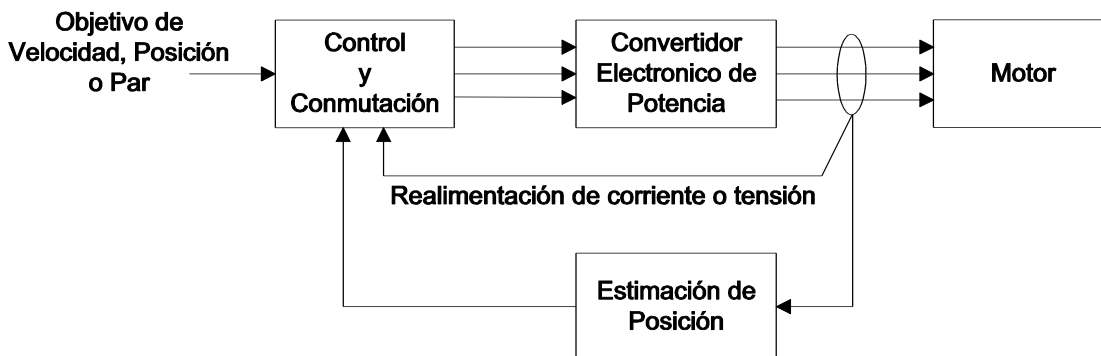 Objetivo de
Velocidad, Posición
o Par
Control
y
Conmutación
Convertidor
Electronico de
Potencia
Motor
Realimentación de corriente o tensión
Estimación de
Posición